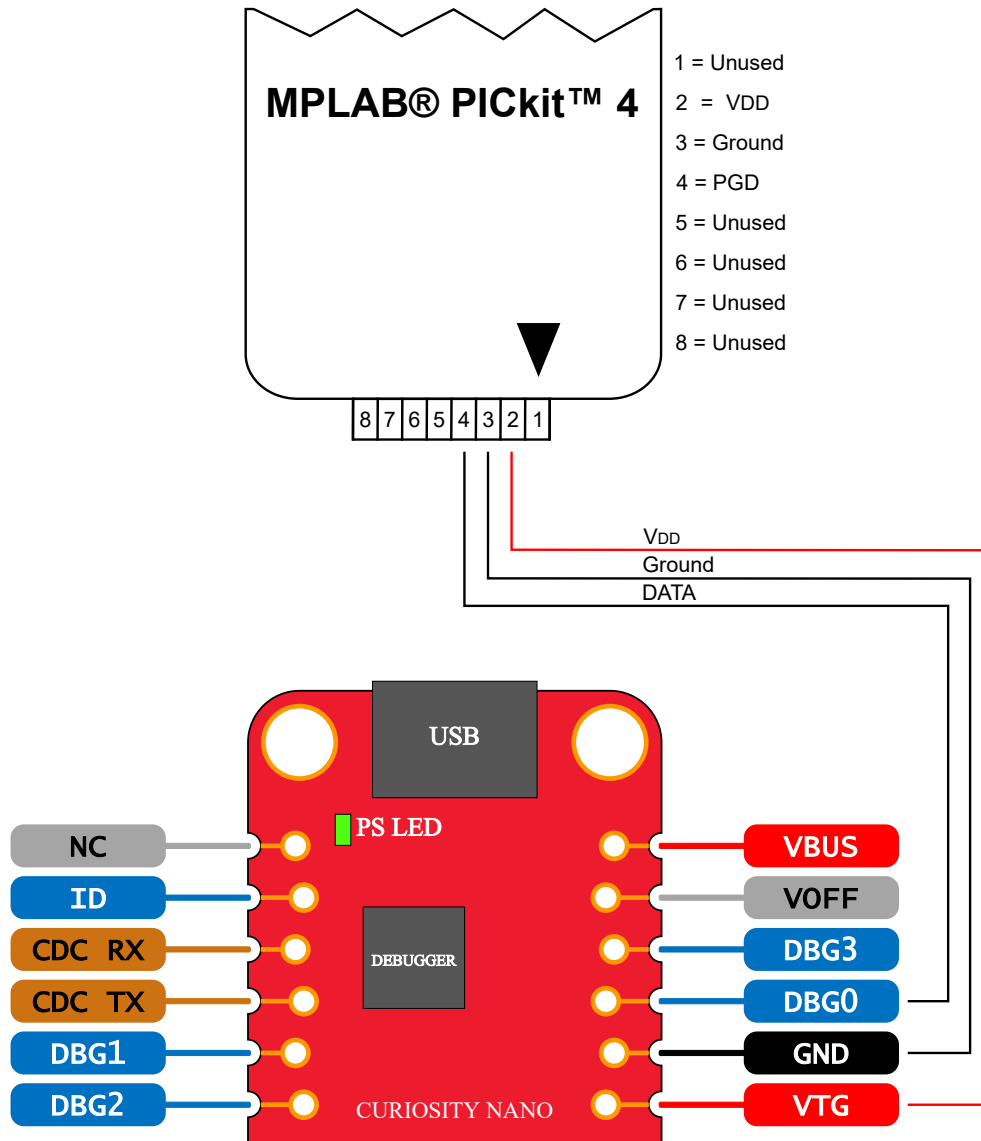 MPLAB® PICkit™ 4
1 = Unused
2 = VDD
3 = Ground
4 = PGD
5 = Unused
6 = Unused
7 = Unused
8 = Unused
8 7 6 5 4 3 2 1
VDD
Ground
DATA
USB
PS LED
DEBUGGER
CURIOSITY NANO
NC
ID
CDC RX
CDC TX
DBG1
DBG2
VBUS
VOFF
DBG3
DBG0
GND
VTG